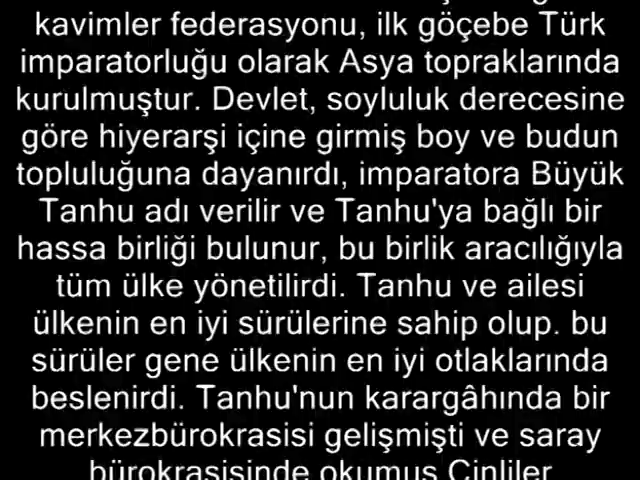 kavimler federasyonu, ilk göçebe Türk
imparatorluğu olarak Asya topraklarında
kurulmuştur. Devlet, soyluluk derecesine
göre hiyerarşi içine girmiş boy ve budun
topluluğuna dayanırdı, imparatora Büyük
Tanhu adı verilir ve Tanhu'ya bağlı bir
hassa birliği bulunur, bu birlik aracılığıyla
tüm ülke yönetilirdi. Tanhu ve ailesi
ülkenin en iyi sürülerine sahip olup. bu
sürüler gene ülkenin en iyi otlaklarında
beslenirdi. Tanhu'nun karargâhında bir
merkezbürokrasisi gelişmişti ve saray
bürokrasisinde okumuş Çinliler